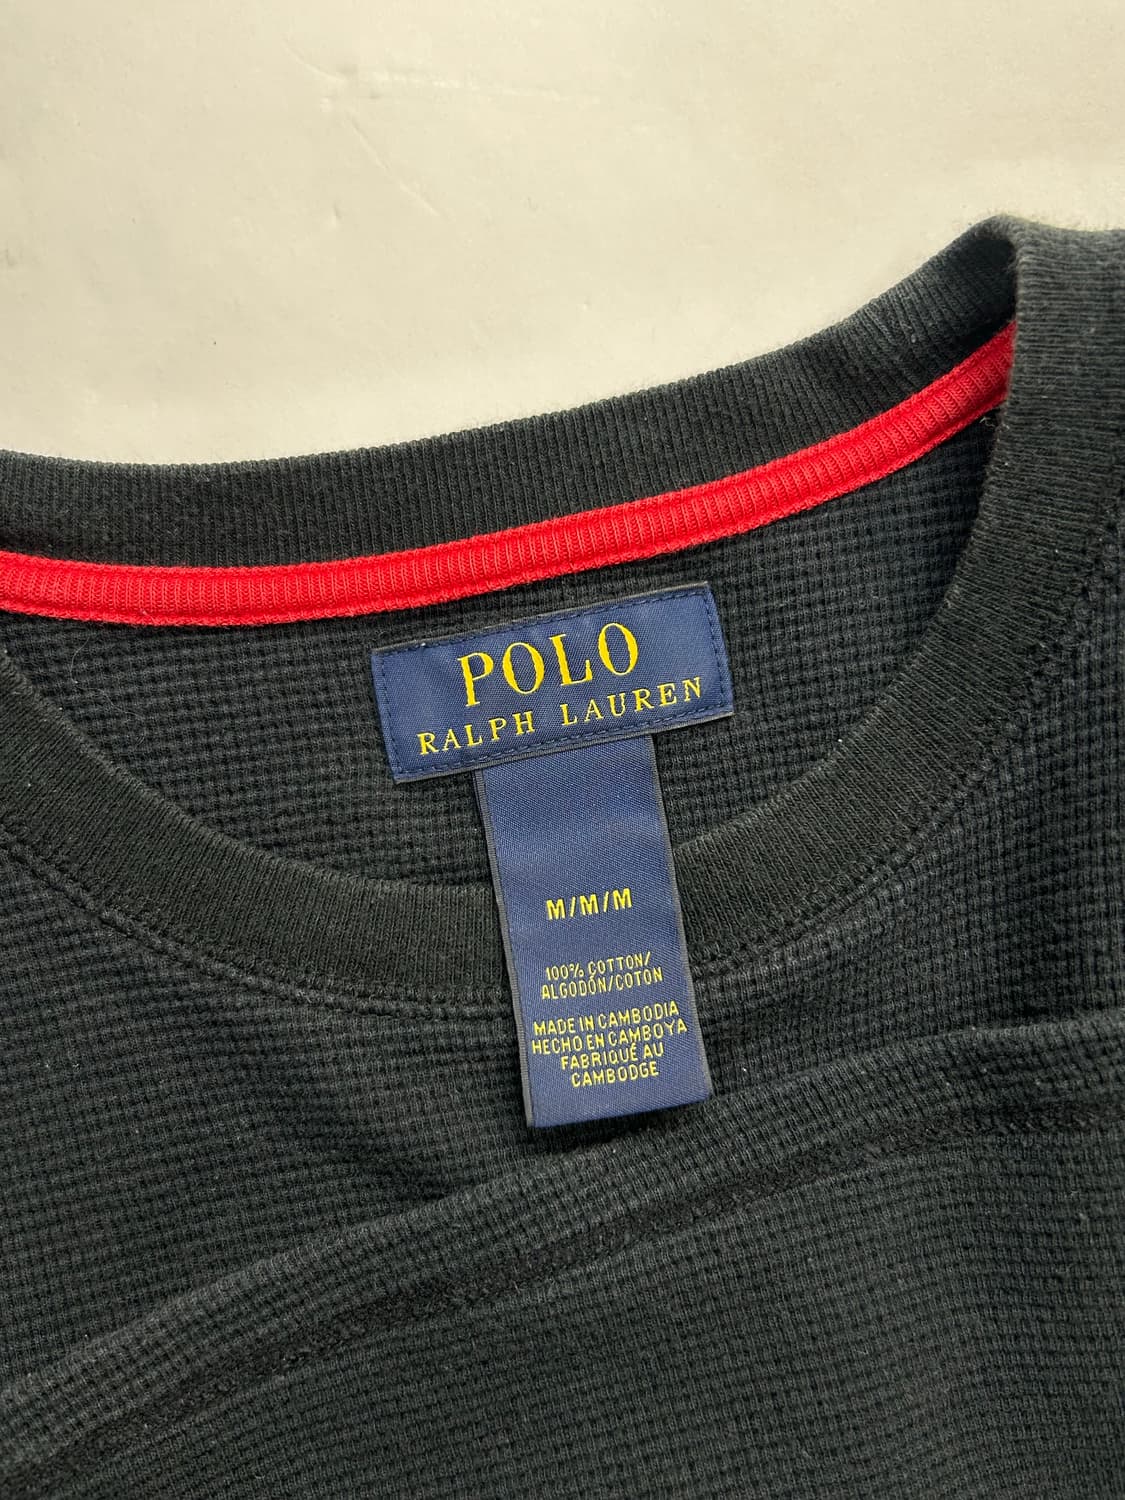 POLO
RALPH LAUREN
M/M/M
100% COTTON/
ALGODÓN/COTON
MADE IN CAMBODIA
HECHO EN CAMBOYA
FABRIQUÉ AU
CAMBODGE